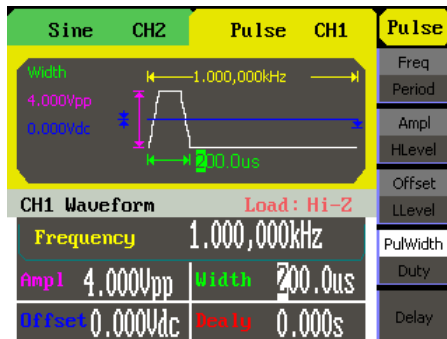 Sine CH2 Pulse CH1 Pulse
Width
1.000,000kHz
4.000Vpp
0.000Vdc
200.0us
Freq
Period
Ampl
HLevel
Offset
LLevel
PulWidth
Duty
Delay
CH1 Waveform Load: Hi-Z
Frequency 1.000,000kHz
Ampl 4.000Vpp Width 200.0us
Offset 0.000Vdc Dealy 0.000s